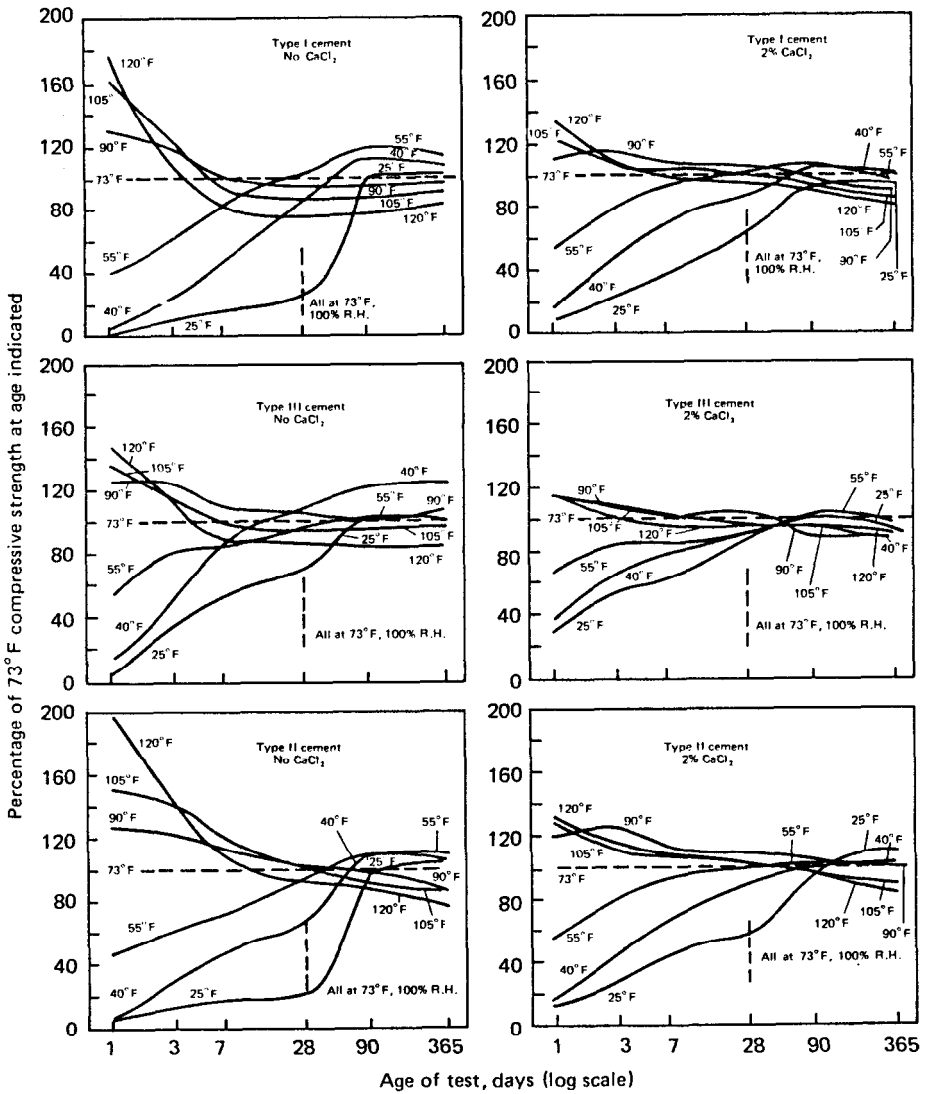 Percentage of 73°F compressive strength at age indicated
200
160
120
80
40
0
Type I cement
No CaCl₂
120°F
105°
90°F
73°F
55°F
40°F
25°F
55°F
40°F
25°F
90°F
105°F
120°F
All at 73°F,
100% R.H.
200
160
120
100
80
40
0
Type I cement
2% CaCl₂
120°F
105°F
90°F
73°F
55°F
40°F
25°F
40°F
55°F
120°F
105°F
90°F
25°F
All at 73°F,
100% R.H.
200
160
120
80
40
0
Type III cement
No CaCl₂
120°F
105°F
90°F
73°F
55°F
40°F
25°F
40°F
55°F
90°F
25°F
105°F
120°F
All at 73°F, 100% R.H.
200
160
120
100
80
40
0
Type III cement
2% CaCl₂
90°F
73°F
105°F
120°F
55°F
40°F
25°F
55°F
25°F
90°F
105°F
120°F
40°F
All at 73°F, 100% R.H.
200
160
120
100
80
40
0
Type II cement
No CaCl₂
120°F
105°F
90°F
73°F
55°F
40°F
25°F
40°F
55°F
25°F
90°F
105°F
120°F
All at 73°F, 100% R.H.
1
3
7
28
90
365
200
160
120
100
80
40
0
Type II cement
2% CaCl₂
120°F
90°F
105°F
73°F
55°F
40°F
25°F
55°F
25°F
40°F
120°F
105°F
90°F
All at 73°F, 100% R.H.
1
3
7
28
90
365
Age of test, days (log scale)